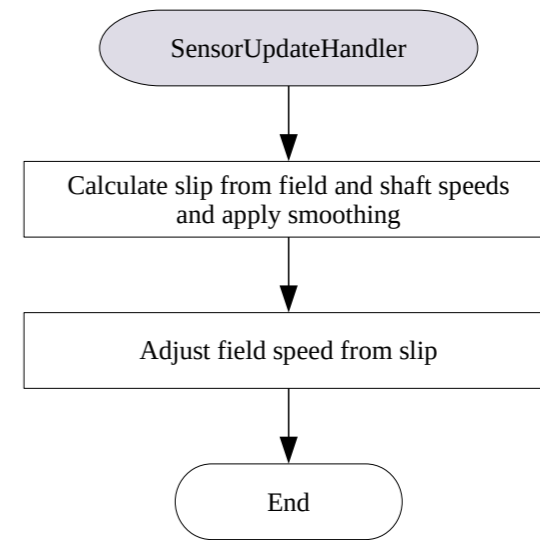 SensorUpdateHandler
Calculate slip from field and shaft speeds
and apply smoothing
Adjust field speed from slip
End